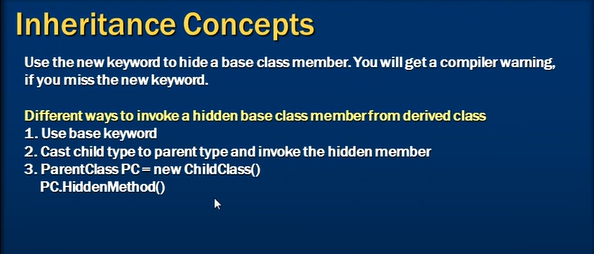 Inheritance Concepts
Use the new keyword to hide a base class member. You will get a compiler warning,
if you miss the new keyword.
Different ways to invoke a hidden base class member from derived class
1. Use base keyword
2. Cast child type to parent type and invoke the hidden member
3. ParentClass PC = new ChildClass()
PC.HiddenMethod()